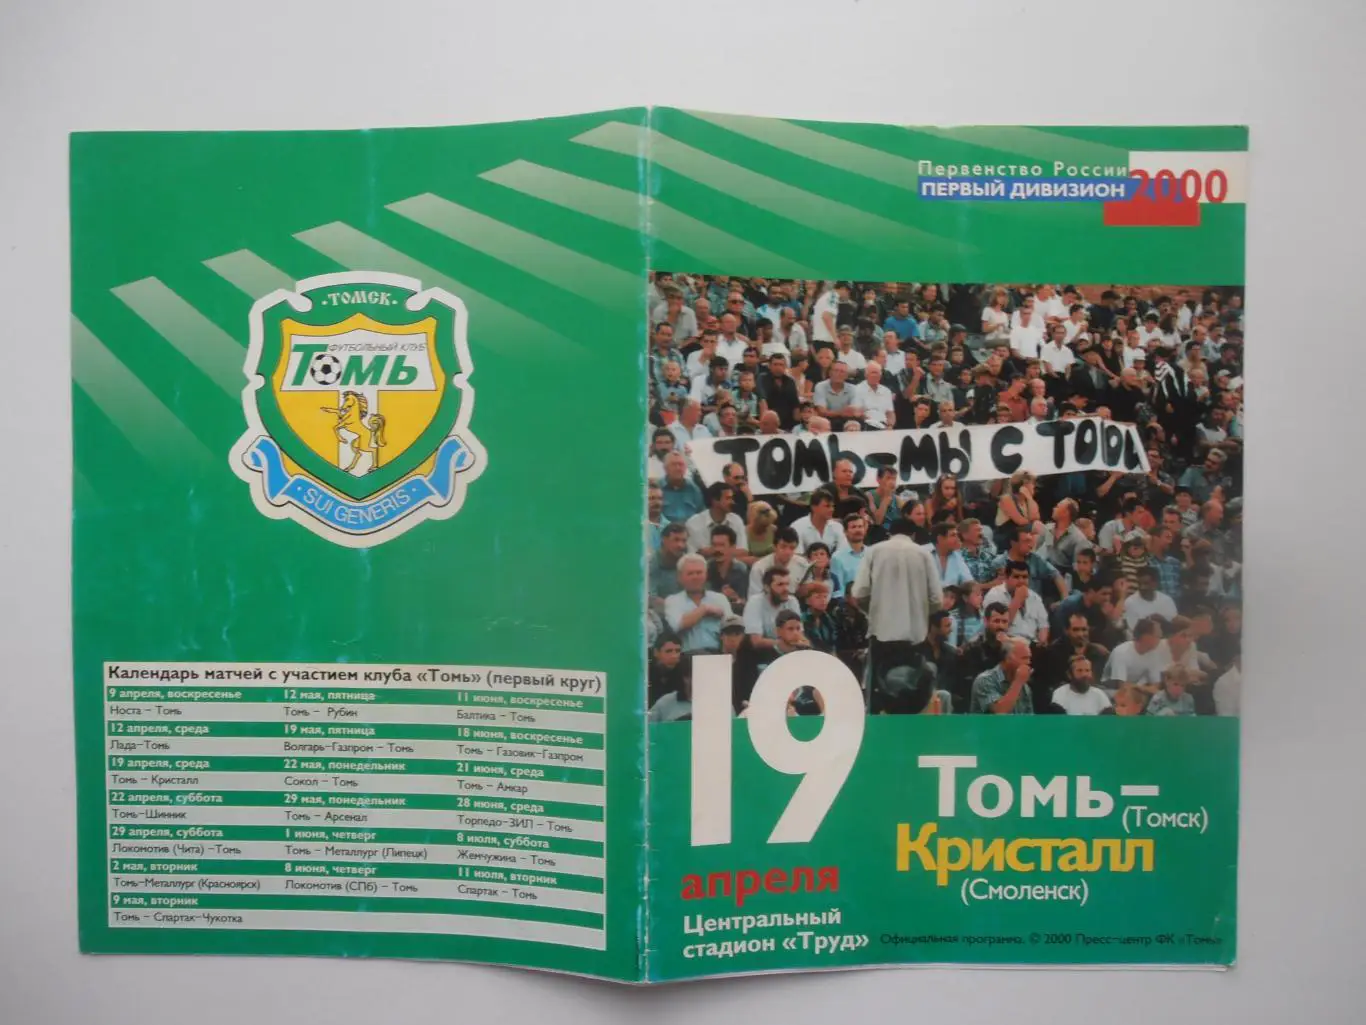 ТОМСК
ФУТБОЛЬНЫЙ КЛУБ
ТОМЬ
SUI GENERIS
Календарь матчей с участием клуба «Томь» (первый круг)
9 апреля, воскресенье
Носта – Томь
12 апреля, среда
Лада–Томь
19 апреля, среда
Томь – Кристалл
22 апреля, суббота
Томь–Шинник
29 апреля, суббота
Локомотив (Чита) –Томь
2 мая, вторник
Томь–Металлург (Красноярск)
9 мая, вторник
Томь – Спартак–Чукотка
12 мая, пятница
Томь – Рубин
19 мая, пятница
Волгарь–Газпром – Томь
22 мая, понедельник
Сокол – Томь
29 мая, понедельник
Томь – Арсенал
1 июня, четверг
Томь – Металлург (Липецк)
8 июня, четверг
Локомотив (СПб) – Томь
11 июня, воскресенье
Балтика – Томь
18 июня, воскресенье
Томь – Газовик–Газпром
21 июня, среда
Томь – Амкар
28 июня, среда
Торпедо–ЗИЛ – Томь
8 июля, суббота
Жемчужина – Томь
11 июля, вторник
Спартак – Томь
Первенство России
ПЕРВЫЙ ДИВИЗИОН 2000
ТОМЬ–МЫ С ТОБОЙ
19
апреля
Центральный
стадион «Труд»
Томь–
(Томск)
Кристалл
(Смоленск)
Официальная программа. © 2000 Пресс–центр ФК «Томь»